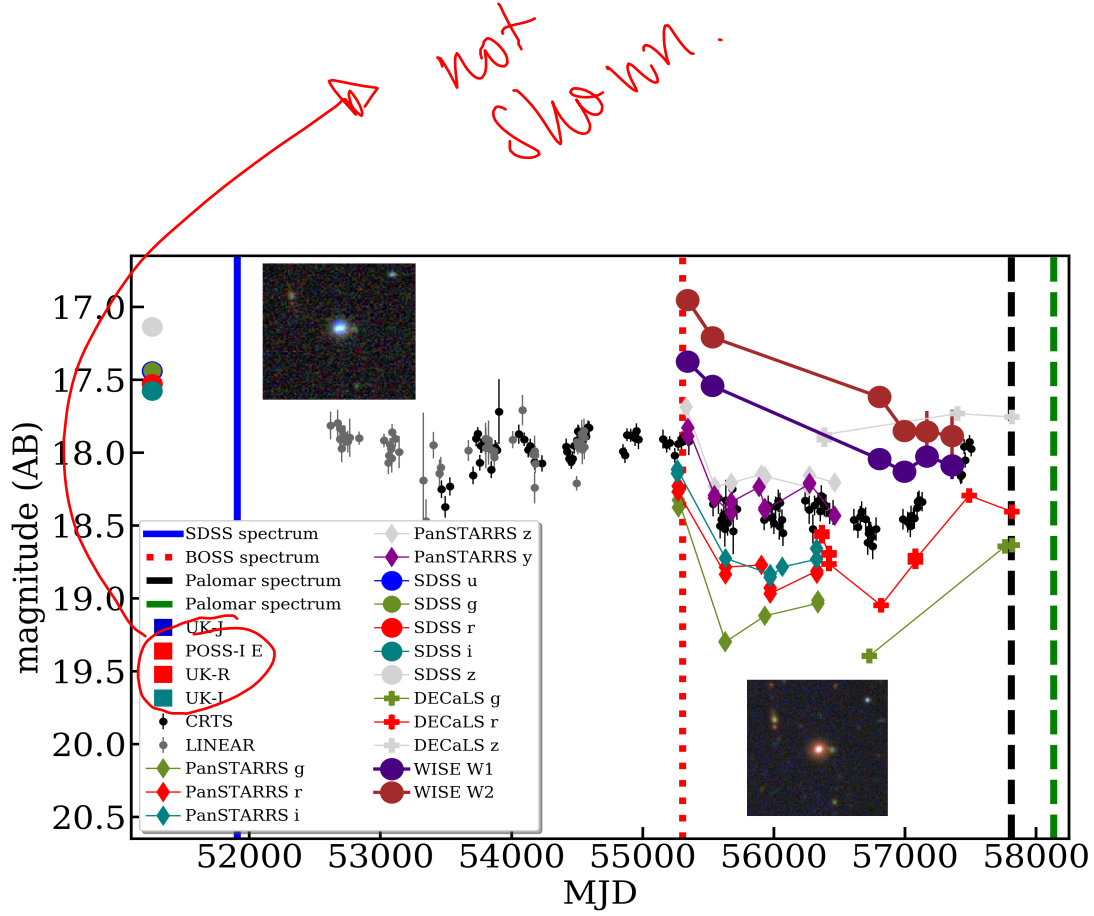 not
shown.
17.0
17.5
18.0
18.5
19.0
19.5
20.0
20.5
magnitude (AB)
SDSS spectrum
BOSS spectrum
Palomar spectrum
Palomar spectrum
UK-J
POSS-I E
UK-R
UK-I
CRTS
LINEAR
PanSTARRS g
PanSTARRS r
PanSTARRS i
PanSTARRS z
PanSTARRS y
SDSS u
SDSS g
SDSS r
SDSS i
SDSS z
DECaLS g
DECaLS r
DECaLS z
WISE W1
WISE W2
52000 53000 54000 55000 56000 57000 58000
MJD